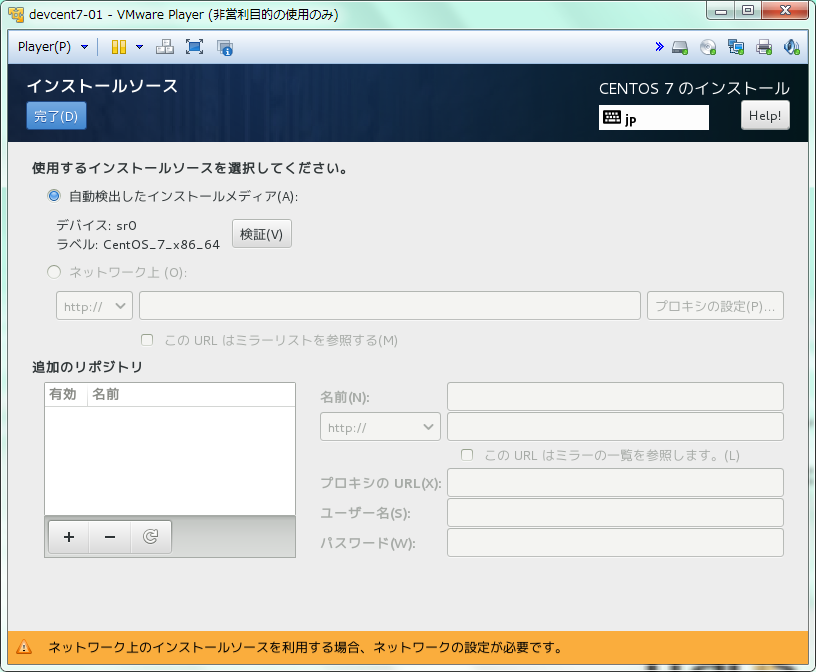 devcent7-01 - VMware Player (非営利目的の使用のみ)
Player(P)
インストールソース
完了(D)
CENTOS 7 のインストール
jp
Help!
使用するインストールソースを選択してください。
自動検出したインストールメディア(A):
デバイス: sr0
ラベル: CentOS_7_x86_64
検証(V)
ネットワーク上 (O):
http://
プロキシの設定(P)...
この URL はミラーリストを参照する(M)
追加のリポジトリ
有効 名前
名前(N):
http://
この URL はミラーの一覧を参照します。(L)
プロキシの URL(X):
ユーザー名(S):
パスワード(W):
ネットワーク上のインストールソースを利用する場合、ネットワークの設定が必要です。